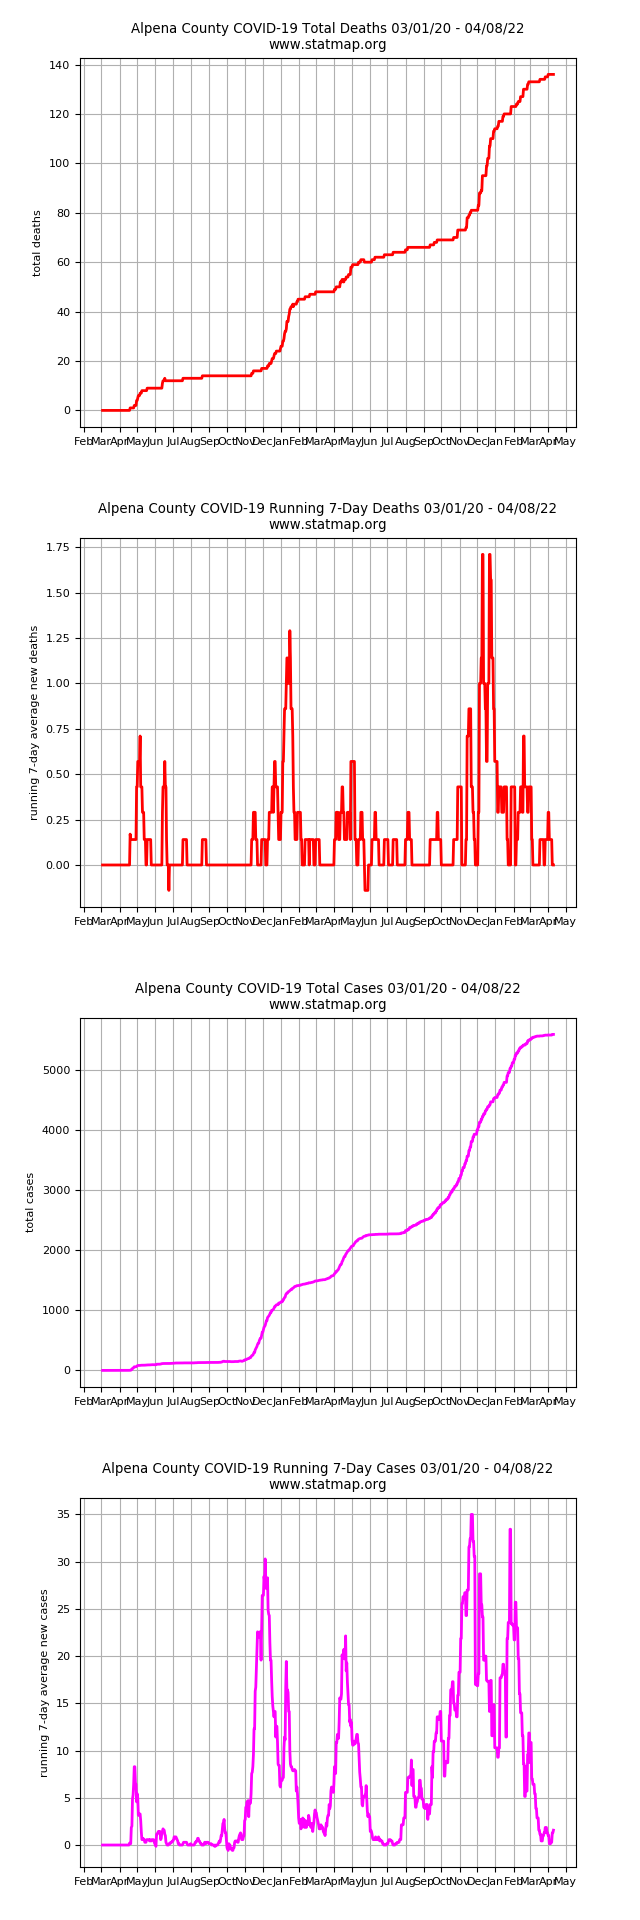 Alpena County COVID-19 Total Deaths 03/01/20 - 04/08/22
www.statmap.org
140
120
100
80
60
40
20
0
total deaths
Feb Mar Apr May Jun Jul Aug Sep Oct Nov Dec Jan Feb Mar Apr May Jun Jul Aug Sep Oct Nov Dec Jan Feb Mar Apr May
Alpena County COVID-19 Running 7-Day Deaths 03/01/20 - 04/08/22
www.statmap.org
1.75
1.50
1.25
1.00
0.75
0.50
0.25
0.00
running 7-day average new deaths
Feb Mar Apr May Jun Jul Aug Sep Oct Nov Dec Jan Feb Mar Apr May Jun Jul Aug Sep Oct Nov Dec Jan Feb Mar Apr May
Alpena County COVID-19 Total Cases 03/01/20 - 04/08/22
www.statmap.org
5000
4000
3000
2000
1000
0
total cases
Feb Mar Apr May Jun Jul Aug Sep Oct Nov Dec Jan Feb Mar Apr May Jun Jul Aug Sep Oct Nov Dec Jan Feb Mar Apr May
Alpena County COVID-19 Running 7-Day Cases 03/01/20 - 04/08/22
www.statmap.org
35
30
25
20
15
10
5
0
running 7-day average new cases
Feb Mar Apr May Jun Jul Aug Sep Oct Nov Dec Jan Feb Mar Apr May Jun Jul Aug Sep Oct Nov Dec Jan Feb Mar Apr May